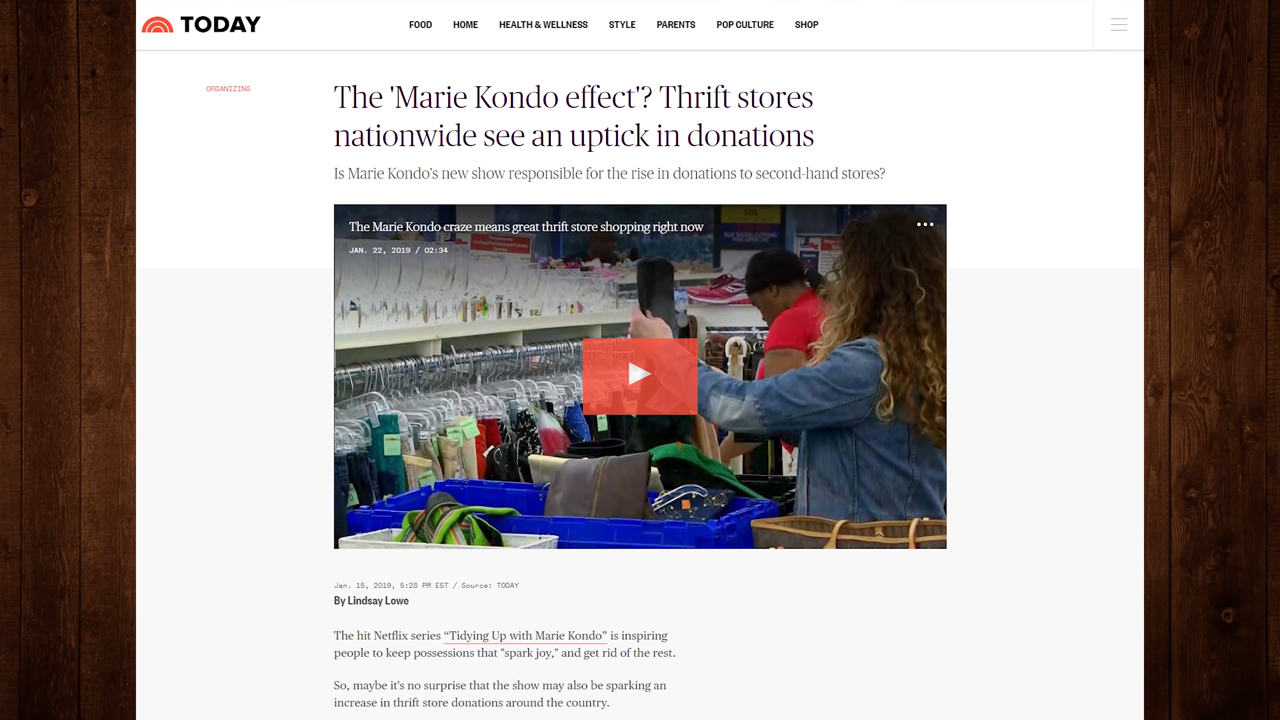 TODAY
FOOD HOME HEALTH & WELLNESS STYLE PARENTS POP CULTURE SHOP
ORGANIZING
The 'Marie Kondo effect'? Thrift stores
nationwide see an uptick in donations
Is Marie Kondo's new show responsible for the rise in donations to second-hand stores?
The Marie Kondo craze means great thrift store shopping right now
JAN. 22, 2019 / 02:34
Jan. 15, 2019, 5:28 PM EST / Source: TODAY
By Lindsay Lowe
The hit Netflix series “Tidying Up with Marie Kondo” is inspiring
people to keep possessions that "spark joy," and get rid of the rest.
So, maybe it's no surprise that the show may also be sparking an
increase in thrift store donations around the country.